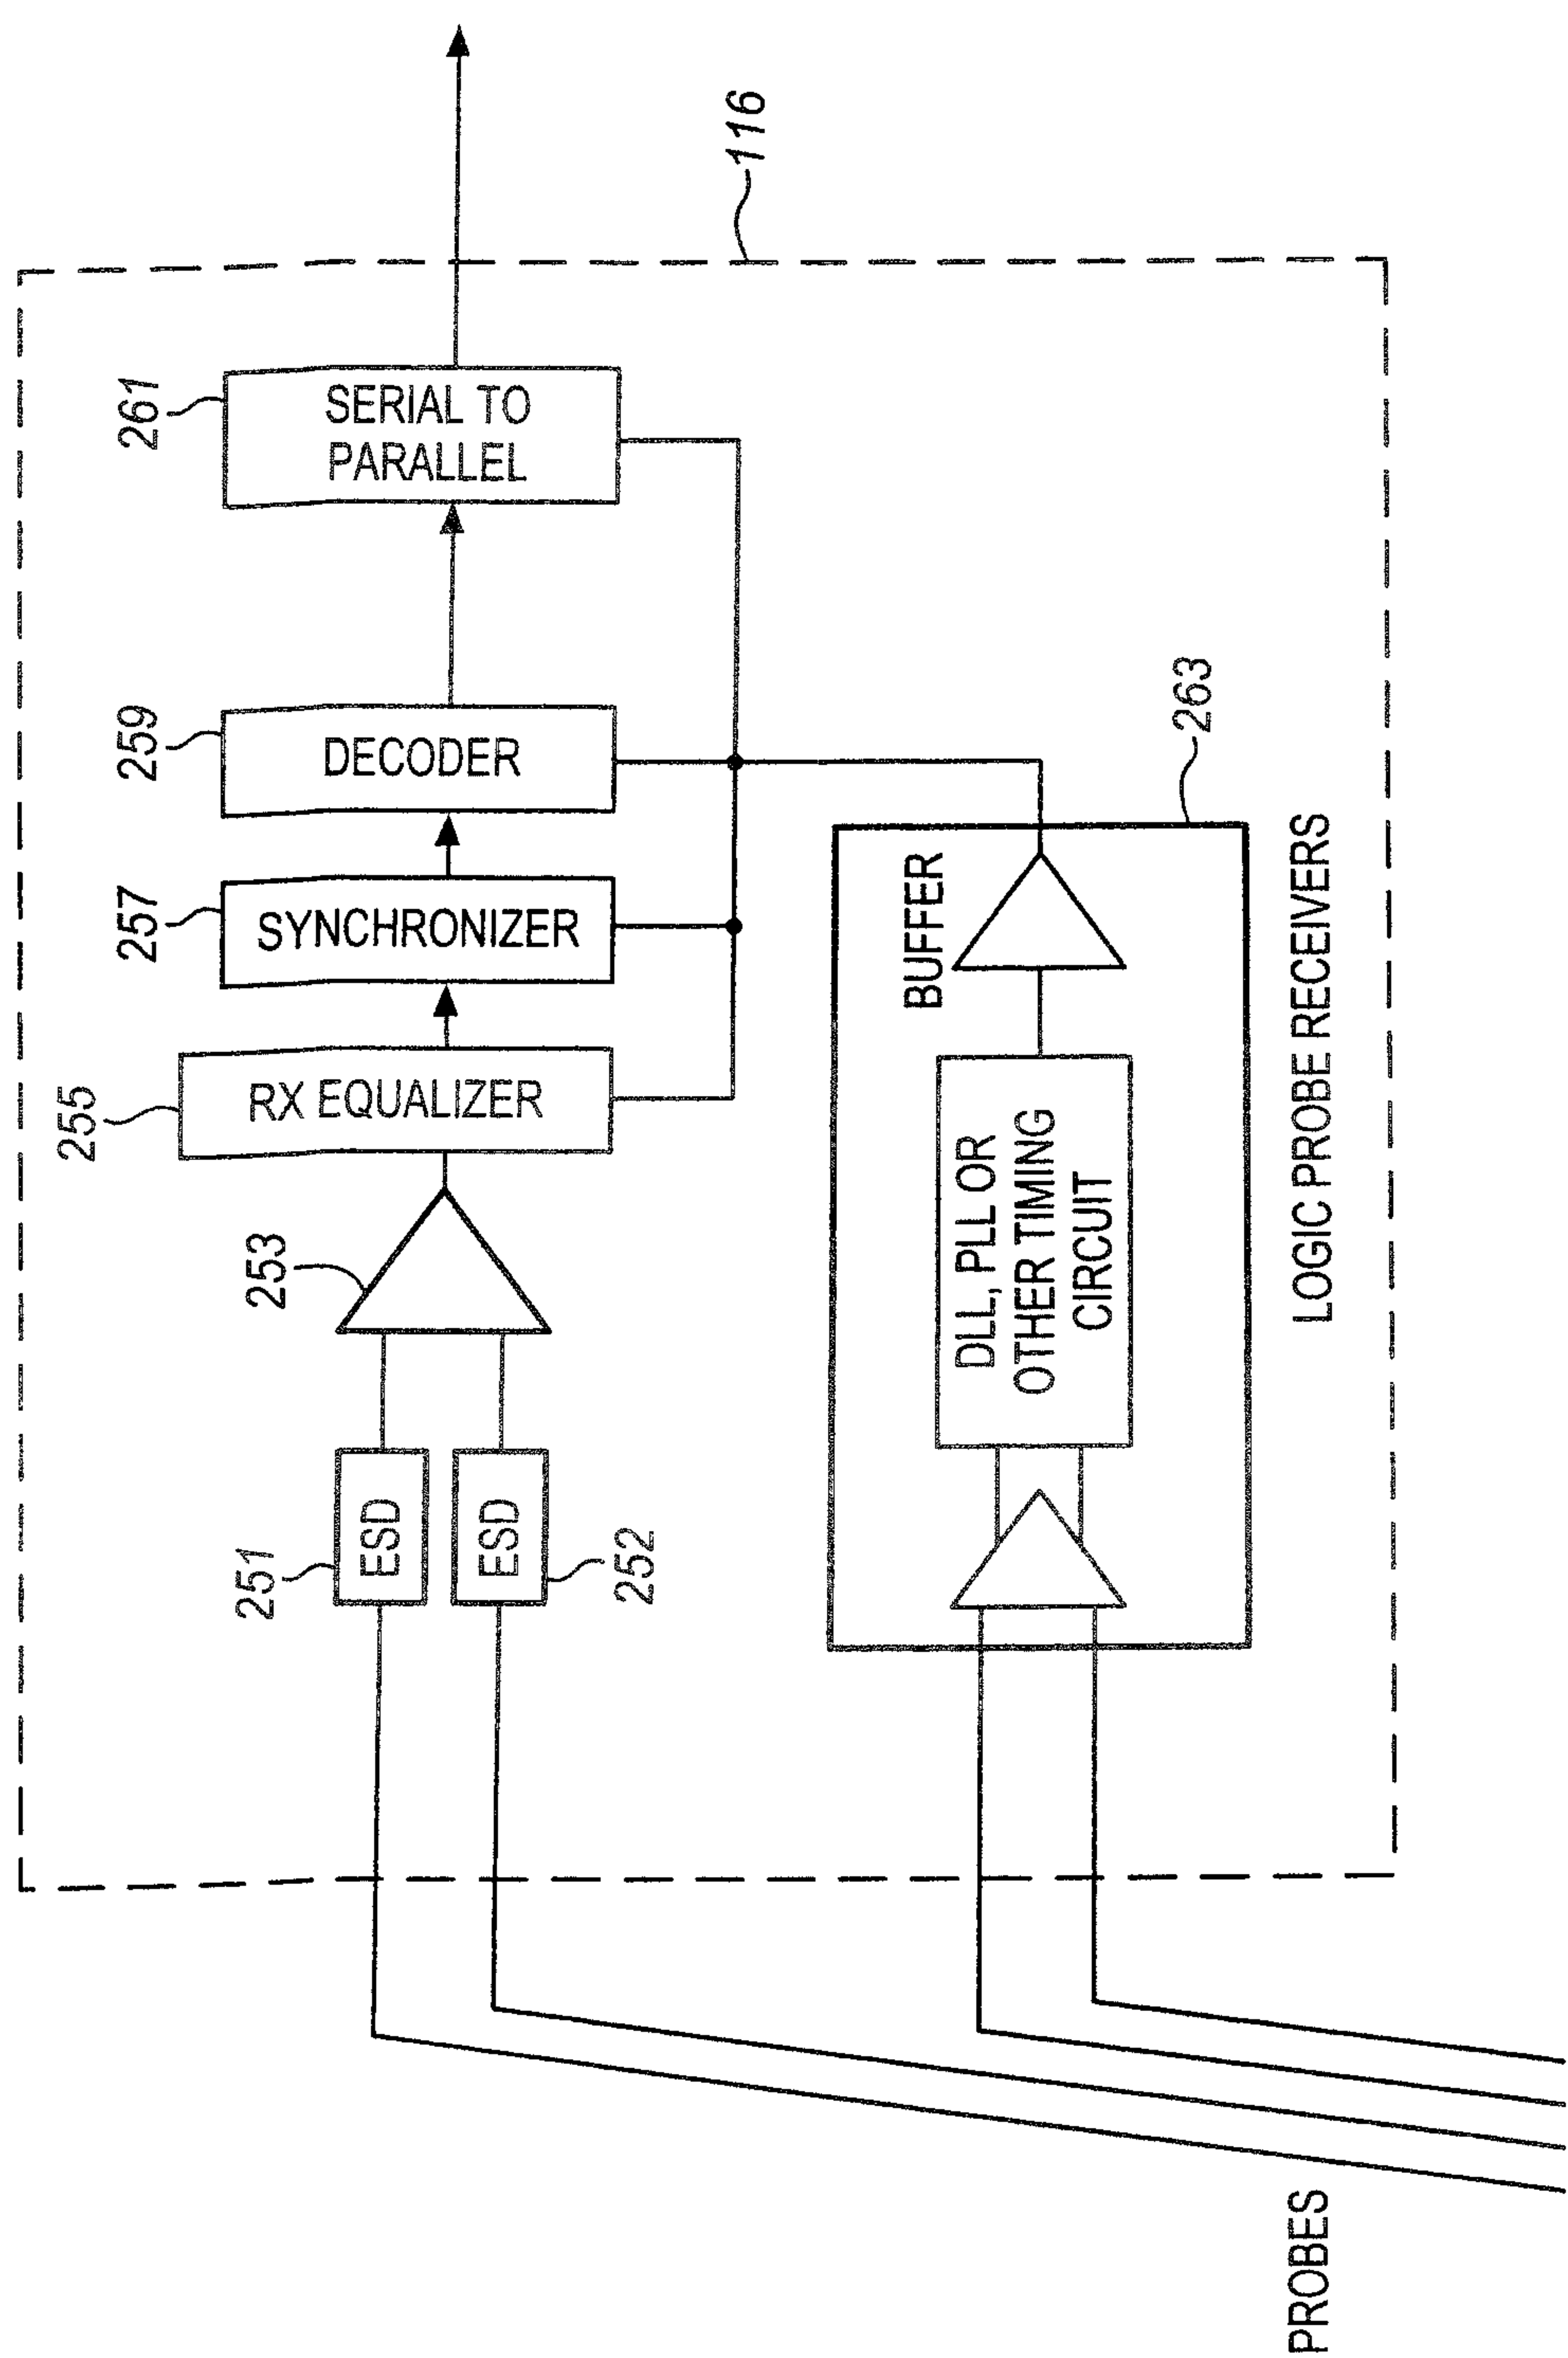 116
261
SERIAL TO
PARALLEL
259
DECODER
257
SYNCHRONIZER
255
RX EQUALIZER
253
251
ESD
ESD
252
263
BUFFER
DLL, PLL OR
OTHER TIMING
CIRCUIT
LOGIC PROBE RECEIVERS
PROBES